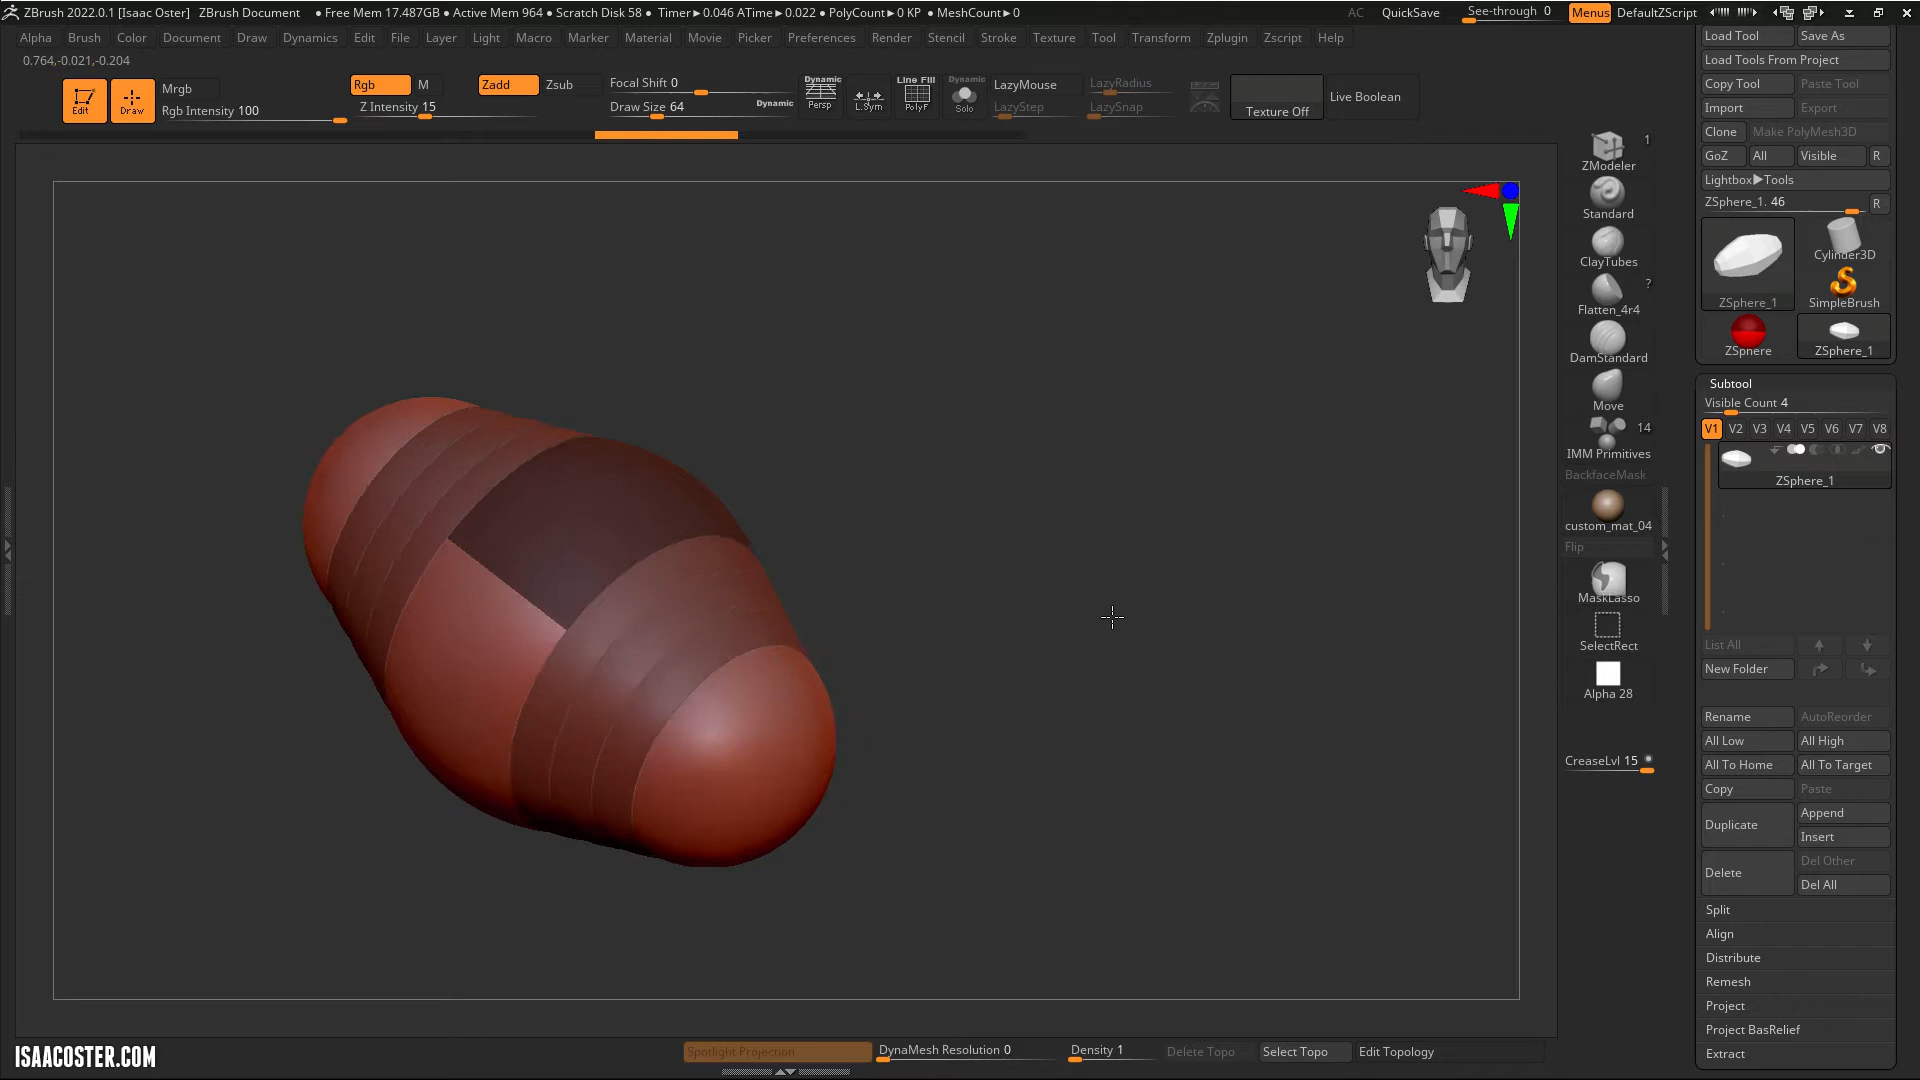 ZBrush 2022.0.1 [Isaac Oster] ZBrush Document ● Free Mem 17.487GB ● Active Mem 964 ● Scratch Disk 58 ● Timer►0.046 ATime►0.022 ● PolyCount►0 KP ● MeshCount►0 AC QuickSave See-through 0 Menus DefaultZScript
Alpha Brush Color Document Draw Dynamics Edit File Layer Light Macro Marker Material Movie Picker Preferences Render Stencil Stroke Texture Tool Transform Zplugin Zscript Help
0.764,-0.021,-0.204
Edit
Draw
Mrgb
Rgb Intensity 100
Rgb M
Z Intensity 15
Zadd Zsub
Focal Shift 0
Draw Size 64 Dynamic
Dynamic
Persp
L.Sym
Line Fill
PolyF
Dynamic
Solo
LazyMouse LazyRadius
LazyStep LazySnap
Texture Off
Live Boolean
1
ZModeler
Standard
ClayTubes
?
Flatten_4r4
DamStandard
Move
14
IMM Primitives
BackfaceMask
custom_mat_04
Flip
MaskLasso
SelectRect
Alpha 28
CreaseLvl 15
Load Tool Save As
Load Tools From Project
Copy Tool Paste Tool
Import Export
Clone Make PolyMesh3D
GoZ All Visible R
Lightbox▶Tools
ZSphere_1. 46 R
Cylinder3D
ZSphere_1 SimpleBrush
ZSphere ZSphere_1
Subtool
Visible Count 4
V1 V2 V3 V4 V5 V6 V7 V8
ZSphere_1
List All
New Folder
Rename AutoReorder
All Low All High
All To Home All To Target
Copy Paste
Duplicate Append
Insert
Delete Del Other
Del All
Split
Align
Distribute
Remesh
Project
Project BasRelief
Extract
ISAACOSTER.COM
Spotlight Projection DynaMesh Resolution 0 Density 1 Delete Topo Select Topo Edit Topology